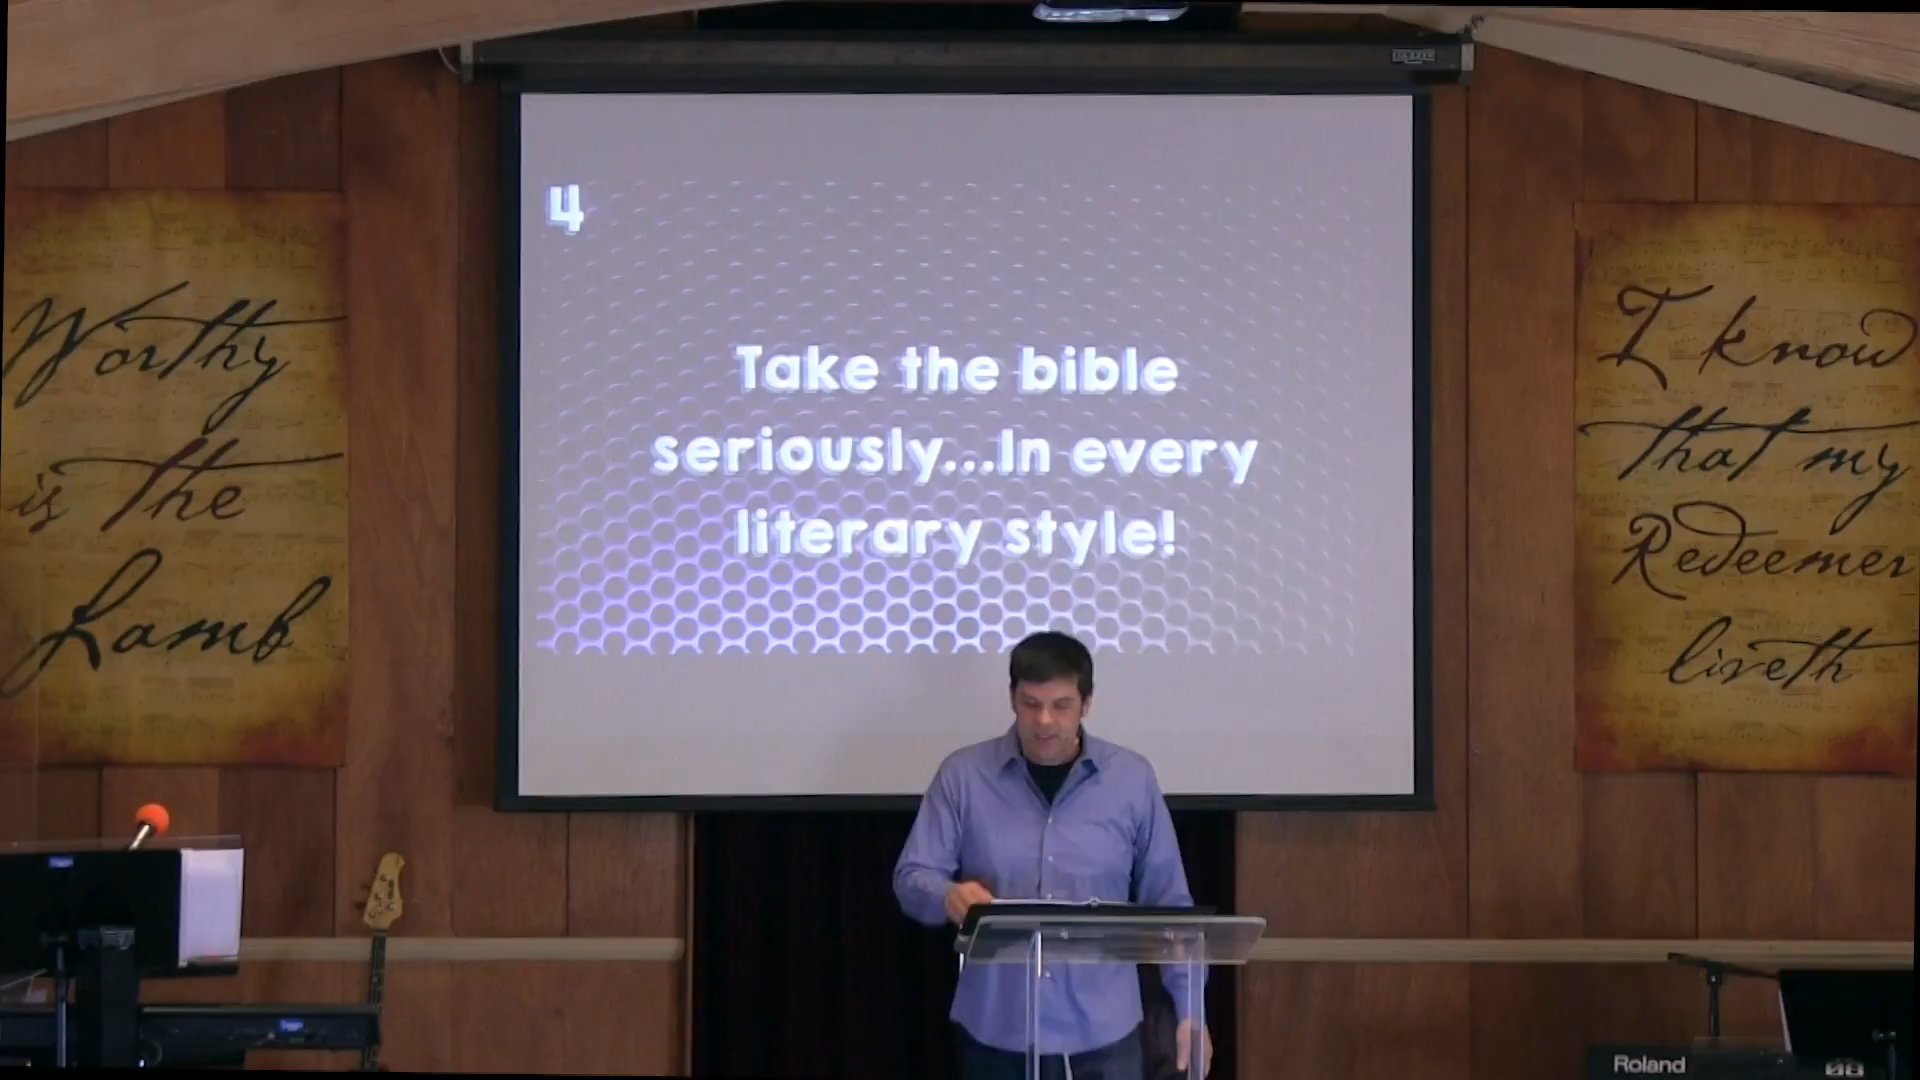 4
Take the bible
seriously...In every
literary style!
Worthy
is the
Lamb
I know
that my
Redeemer
liveth
Roland